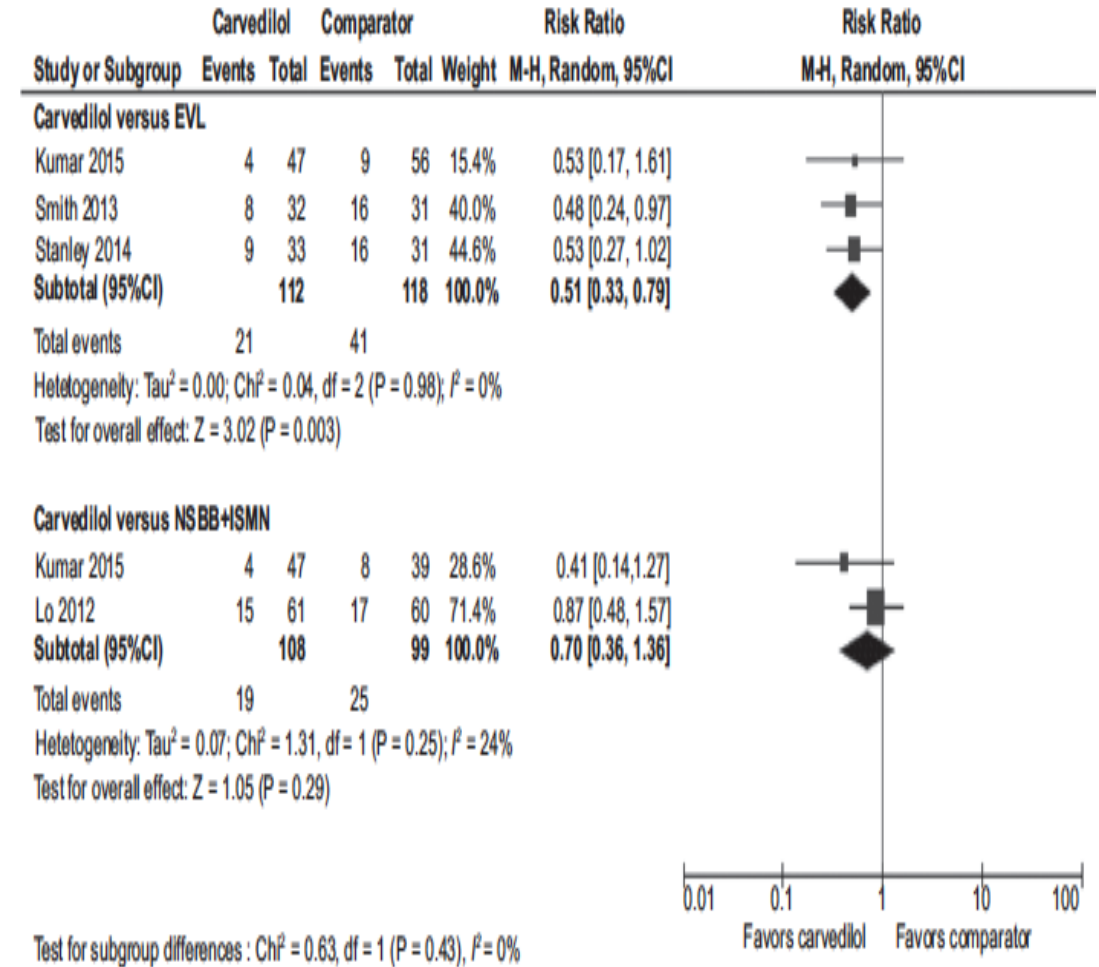 Carvedilol Comparator Risk Ratio Risk Ratio
Study or Subgroup Events Total Events Total Weight M-H, Random, 95%CI M-H, Random, 95%CI
Carvedilol versus EVL
Kumar 2015 4 47 9 56 15.4% 0.53 [0.17, 1.61]
Smith 2013 8 32 16 31 40.0% 0.48 [0.24, 0.97]
Stanley 2014 9 33 16 31 44.6% 0.53 [0.27, 1.02]
Subtotal (95%CI) 112 118 100.0% 0.51 [0.33, 0.79]
Total events 21 41
Hetetogeneity: Tau² = 0.00; Chi² = 0.04, df = 2 (P = 0.98); I² = 0%
Test for overall effect: Z = 3.02 (P = 0.003)
Carvedilol versus NSBB+ISMN
Kumar 2015 4 47 8 39 28.6% 0.41 [0.14,1.27]
Lo 2012 15 61 17 60 71.4% 0.87 [0.48, 1.57]
Subtotal (95%CI) 108 99 100.0% 0.70 [0.36, 1.36]
Total events 19 25
Hetetogeneity: Tau² = 0.07; Chi² = 1.31, df = 1 (P = 0.25); I² = 24%
Test for overall effect: Z = 1.05 (P = 0.29)
0.01 0.1 1 10 100
Favors carvedilol Favors comparator
Test for subgroup differences : Chi² = 0.63, df = 1 (P = 0.43), I² = 0%